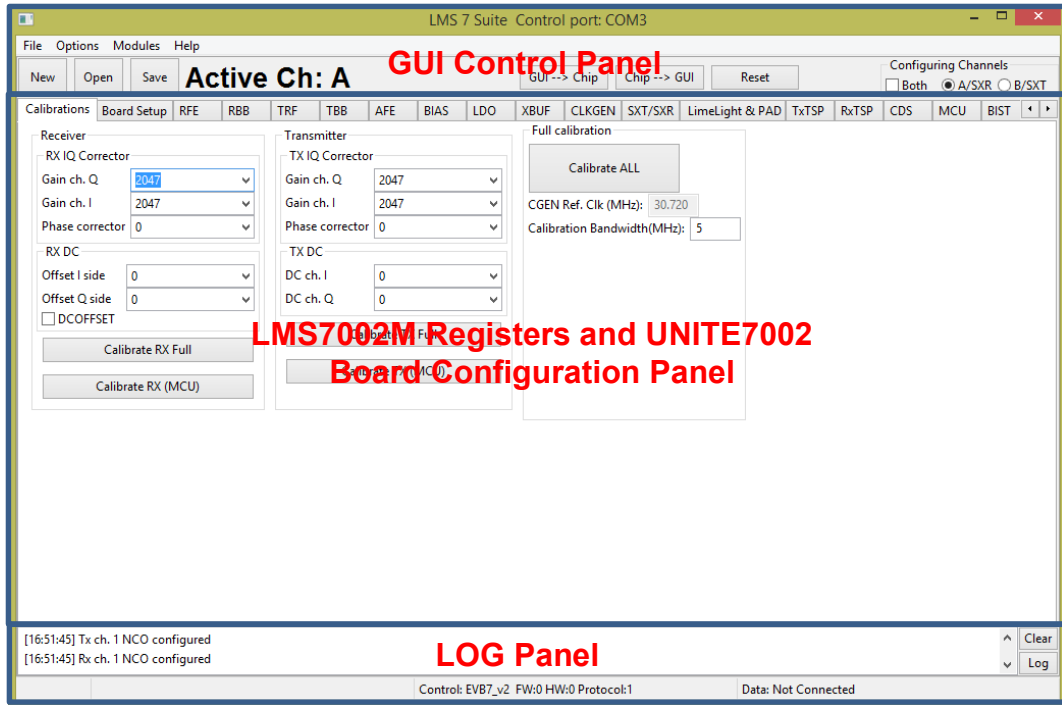 LMS 7 Suite Control port: COM3
File Options Modules Help
GUI Control Panel
New Open Save Active Ch: A GUI --> Chip Chip --> GUI Reset
Configuring Channels
Both A/SXR B/SXT
Calibrations Board Setup RFE RBB TRF TBB AFE BIAS LDO XBUF CLKGEN SXT/SXR LimeLight & PAD TxTSP RxTSP CDS MCU BIST
Receiver
RX IQ Corrector
Gain ch. Q 2047
Gain ch. I 2047
Phase corrector 0
RX DC
Offset I side 0
Offset Q side 0
DCOFFSET
Calibrate RX Full
Calibrate RX (MCU)
Transmitter
TX IQ Corrector
Gain ch. Q 2047
Gain ch. I 2047
Phase corrector 0
TX DC
DC ch. I 0
DC ch. Q 0
Calibrate TX Full
Calibrate TX (MCU)
Full calibration
Calibrate ALL
CGEN Ref. Clk (MHz): 30.720
Calibration Bandwidth(MHz): 5
LMS7002M Registers and UNITE7002
Board Configuration Panel
[16:51:45] Tx ch. 1 NCO configured
[16:51:45] Rx ch. 1 NCO configured
LOG Panel
Clear
Log
Control: EVB7_v2 FW:0 HW:0 Protocol:1 Data: Not Connected